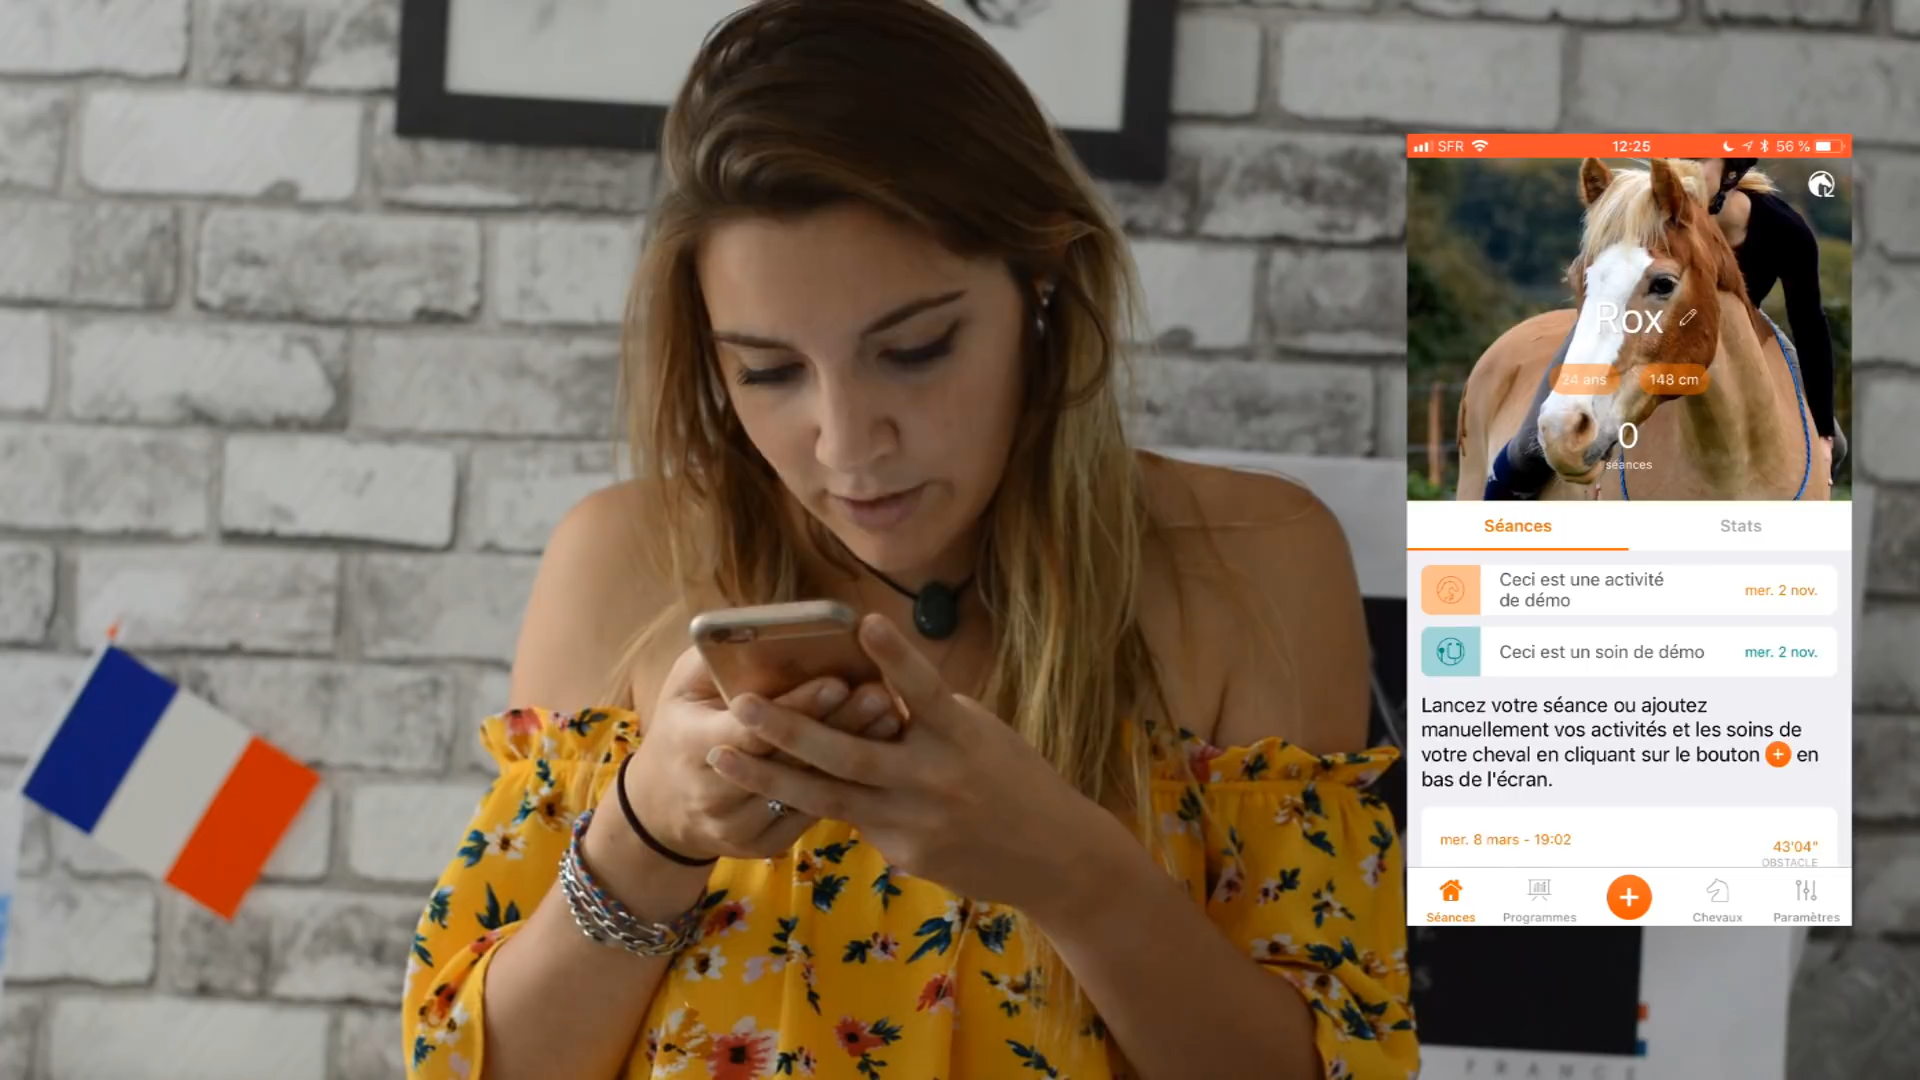 SFR 12:25 56 %
Rox
24 ans 148 cm
0
séances
Séances Stats
Ceci est une activité
de démo
mer. 2 nov.
Ceci est un soin de démo mer. 2 nov.
Lancez votre séance ou ajoutez
manuellement vos activités et les soins de
votre cheval en cliquant sur le bouton + en
bas de l'écran.
mer. 8 mars - 19:02
43'04"
OBSTACLE
Séances Programmes + Chevaux Paramètres
FRANCE